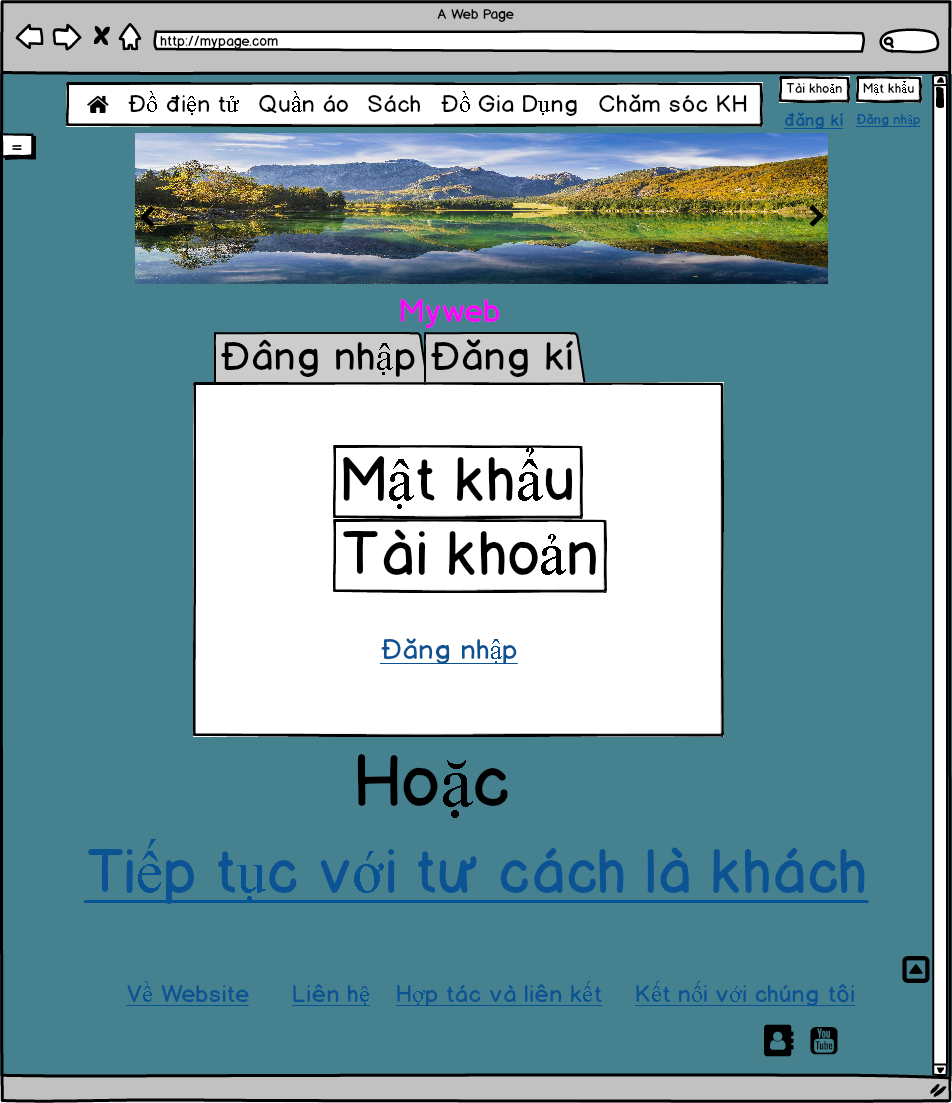 A Web Page
http://mypage.com
Đồ điện tử Quần áo Sách Đồ Gia Dụng Chăm sóc KH
Tài khoản Mật khẩu
đăng kí Đăng nhập
=
Myweb
Đâng nhập Đăng kí
Mật khẩu
Tài khoản
Đăng nhập
Hoặc
Tiếp tục với tư cách là khách
Về Website Liên hệ Hợp tác và liên kết Kết nối với chúng tôi
You Tube